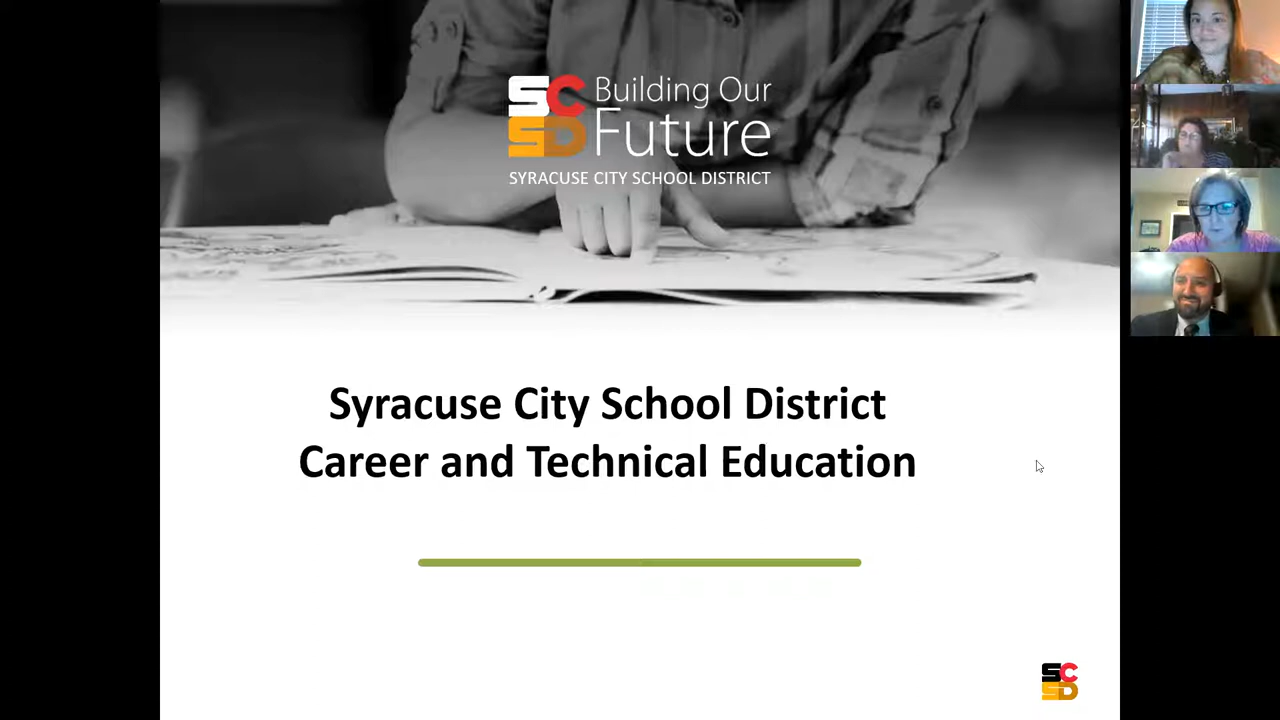 SC Building Our
SD Future
SYRACUSE CITY SCHOOL DISTRICT
Syracuse City School District
Career and Technical Education
SC
SD